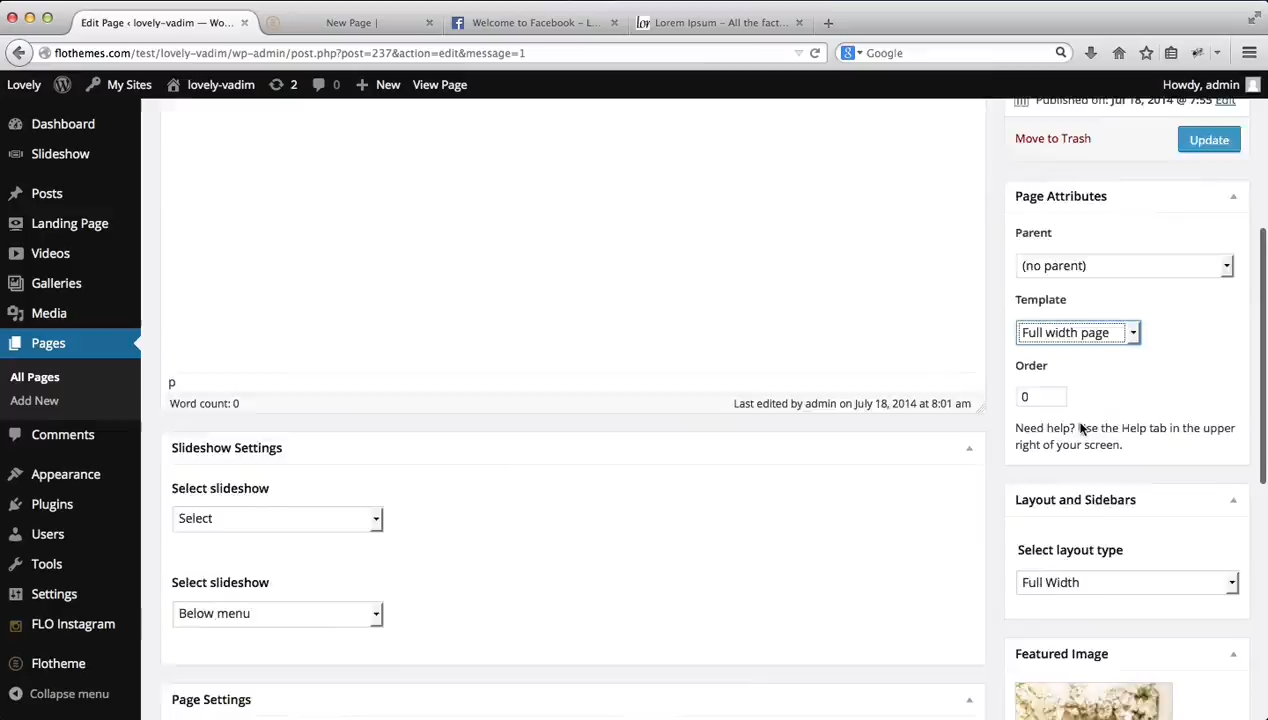 Edit Page ‹ lovely-vadim — Wo...
New Page |
Welcome to Facebook – L...
lor Lorem Ipsum – All the fact...
flothemes.com/test/lovely-vadim/wp-admin/post.php?post=237&action=edit&message=1
Google
Lovely
My Sites
lovely-vadim
2
0
New
View Page
Howdy, admin
Dashboard
Slideshow
Posts
Landing Page
Videos
Galleries
Media
Pages
All Pages
Add New
Comments
Appearance
Plugins
Users
Tools
Settings
FLO Instagram
Flotheme
Collapse menu
p
Word count: 0
Last edited by admin on July 18, 2014 at 8:01 am
Slideshow Settings
Select slideshow
Select
Select slideshow
Below menu
Page Settings
Published on: Jul 18, 2014 @ 7:55 Edit
Move to Trash
Update
Page Attributes
Parent
(no parent)
Template
Full width page
Order
0
Need help? Use the Help tab in the upper
right of your screen.
Layout and Sidebars
Select layout type
Full Width
Featured Image